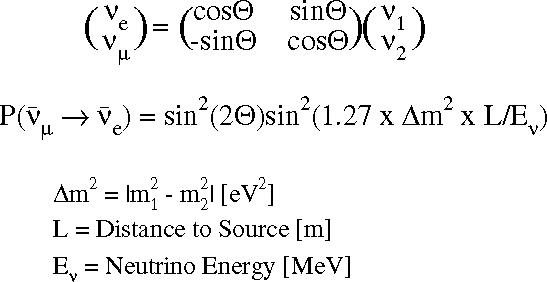 (νe νμ) = (cosΘ sinΘ -sinΘ cosΘ)(ν1 ν2)
P(ν̄μ → ν̄e) = sin²(2Θ)sin²(1.27 x Δm² x L/Eν)
Δm² = |m₁² - m₂²| [eV²]
L = Distance to Source [m]
Eν = Neutrino Energy [MeV]